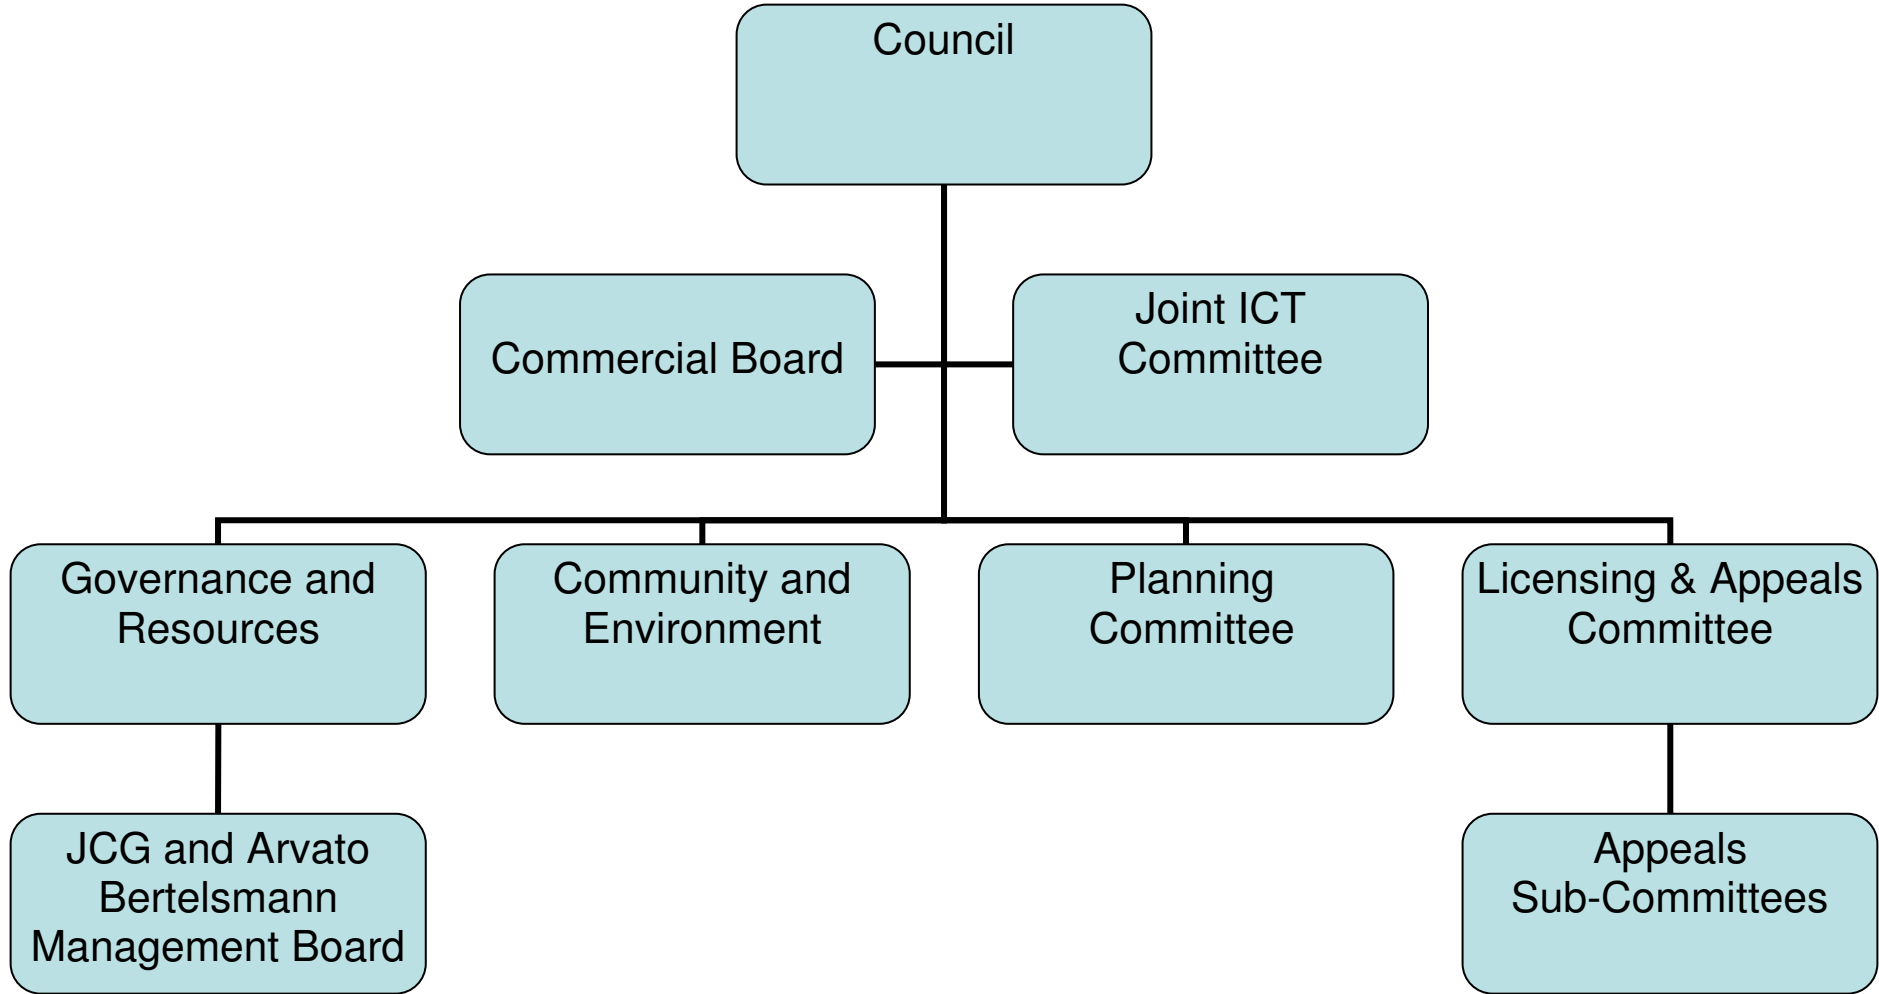 Council
Commercial Board
Joint ICT
Committee
Governance and
Resources
Community and
Environment
Planning
Committee
Licensing & Appeals
Committee
JCG and Arvato
Bertelsmann
Management Board
Appeals
Sub-Committees